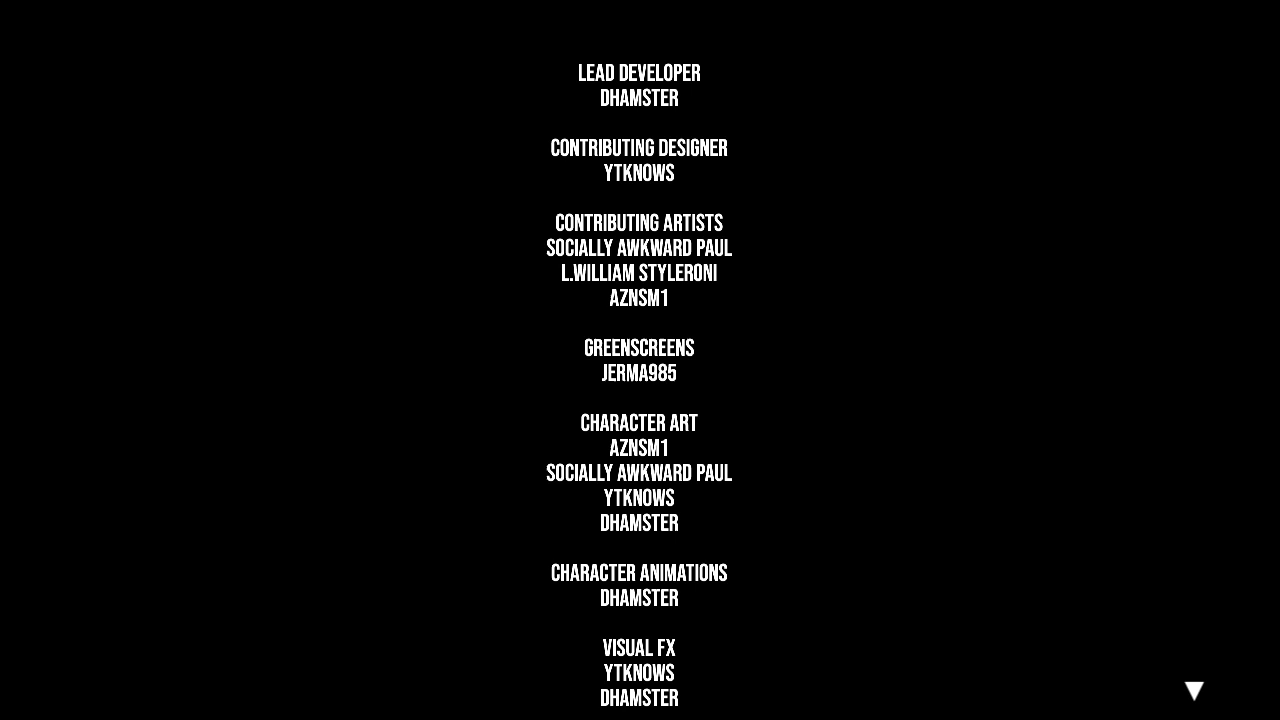 LEAD DEVELOPER
DHAMSTER
CONTRIBUTING DESIGNER
YTKNOWS
CONTRIBUTING ARTISTS
SOCIALLY AWKWARD PAUL
L.WILLIAM STYLERONI
AZNSM1
GREENSCREENS
JERMA985
CHARACTER ART
AZNSM1
SOCIALLY AWKWARD PAUL
YTKNOWS
DHAMSTER
CHARACTER ANIMATIONS
DHAMSTER
VISUAL FX
YTKNOWS
DHAMSTER